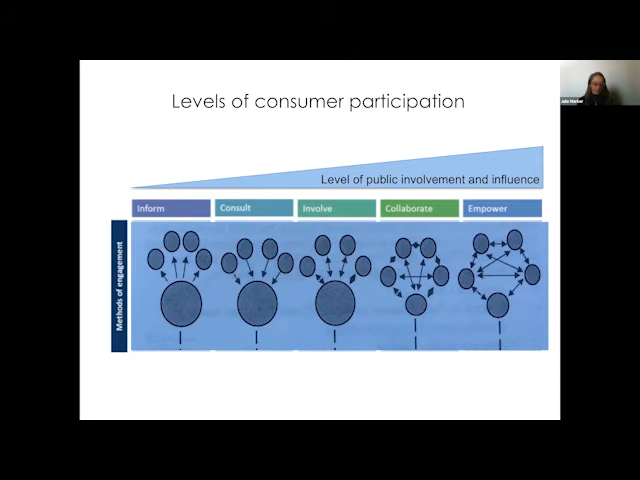 Levels of consumer participation
Level of public involvement and influence
Inform
Consult
Involve
Collaborate
Empower
Methods of engagement